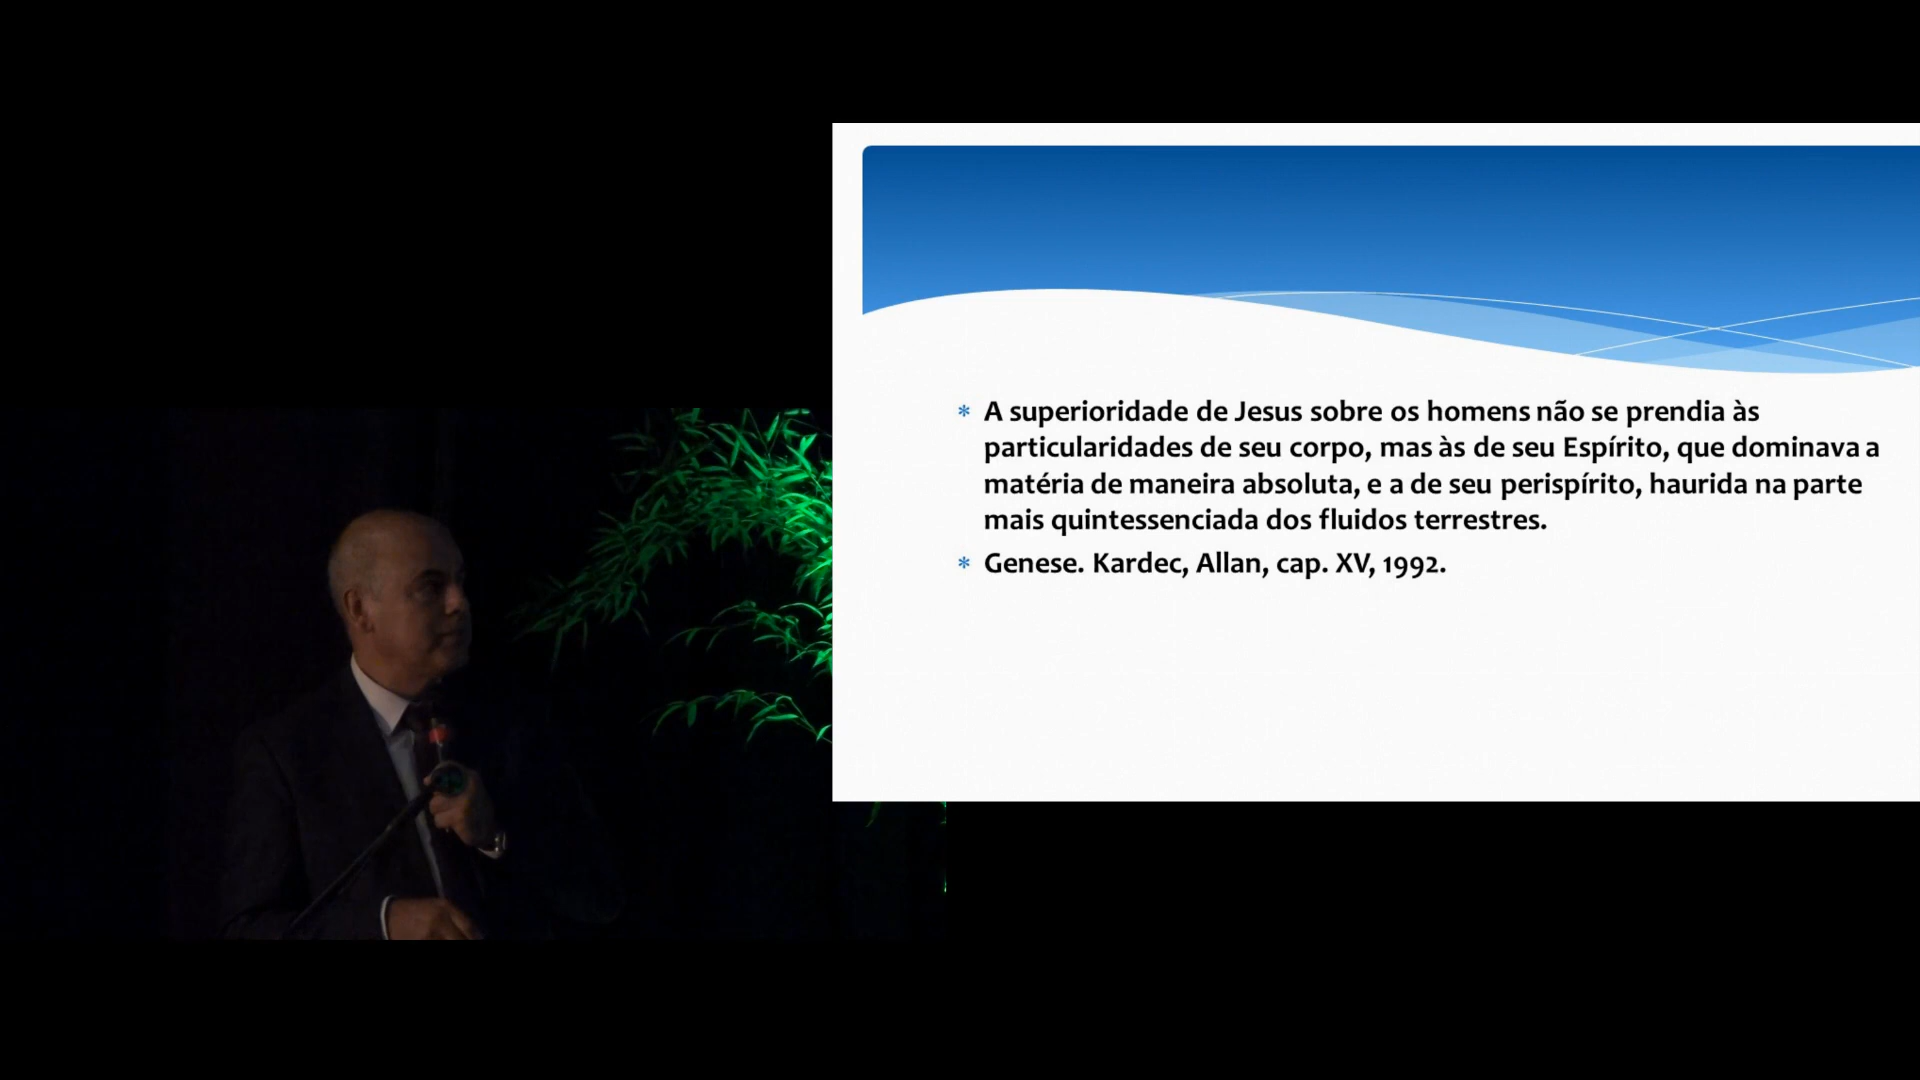 * A superioridade de Jesus sobre os homens não se prendia às
particularidades de seu corpo, mas às de seu Espírito, que dominava a
matéria de maneira absoluta, e a de seu perispírito, haurida na parte
mais quintessenciada dos fluidos terrestres.
* Genese. Kardec, Allan, cap. XV, 1992.